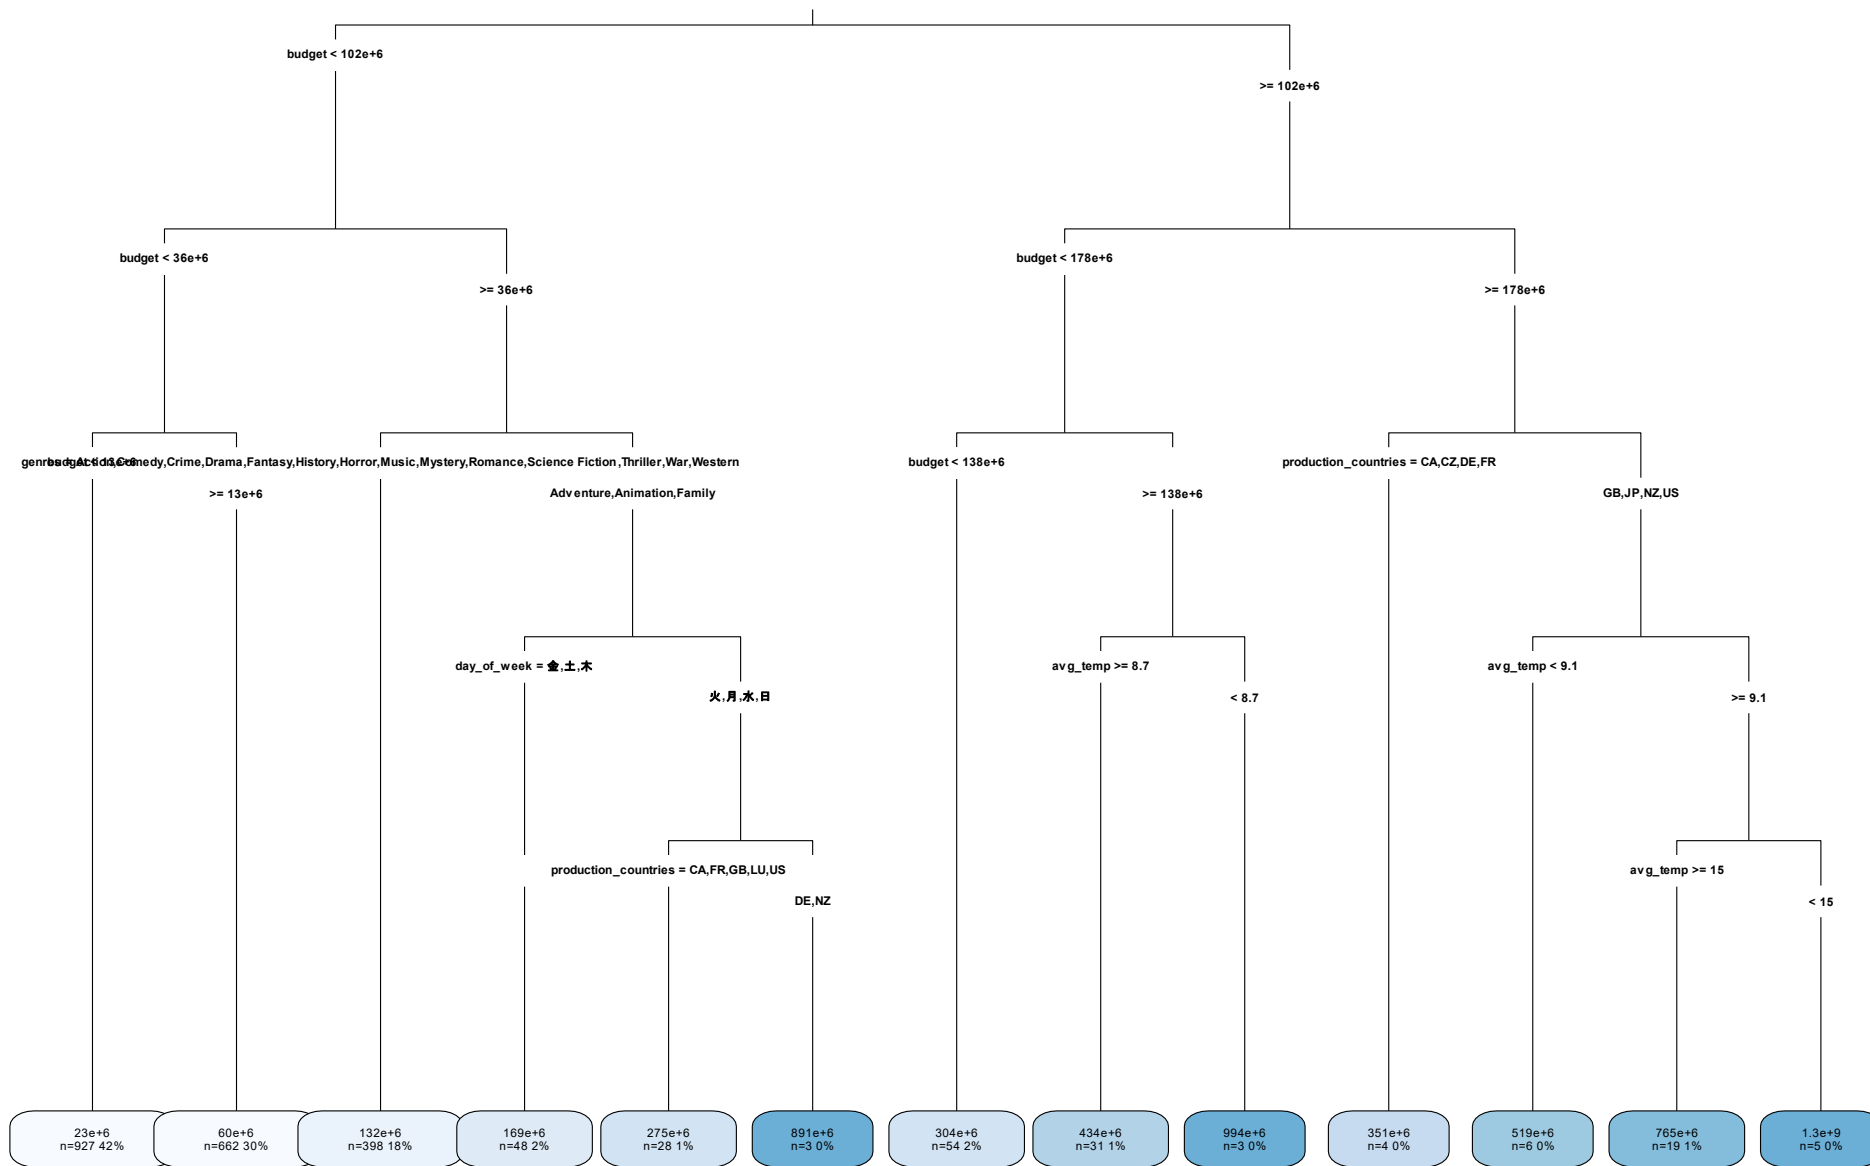 budget < 102e+6
>= 102e+6
budget < 36e+6
>= 36e+6
budget < 178e+6
>= 178e+6
budget < 13e+6
>= 13e+6
genres = Action,Comedy,Crime,Drama,Fantasy,History,Horror,Music,Mystery,Romance,Science Fiction,Thriller,War,Western
Adventure,Animation,Family
budget < 138e+6
>= 138e+6
production_countries = CA,CZ,DE,FR
GB,JP,NZ,US
day_of_week = 金,土,木
火,月,水,日
avg_temp >= 8.7
< 8.7
avg_temp < 9.1
>= 9.1
production_countries = CA,FR,GB,LU,US
DE,NZ
avg_temp >= 15
< 15
23e+6
n=927 42%
60e+6
n=662 30%
132e+6
n=398 18%
169e+6
n=48 2%
275e+6
n=28 1%
891e+6
n=3 0%
304e+6
n=54 2%
434e+6
n=31 1%
994e+6
n=3 0%
351e+6
n=4 0%
519e+6
n=6 0%
765e+6
n=19 1%
1.3e+9
n=5 0%